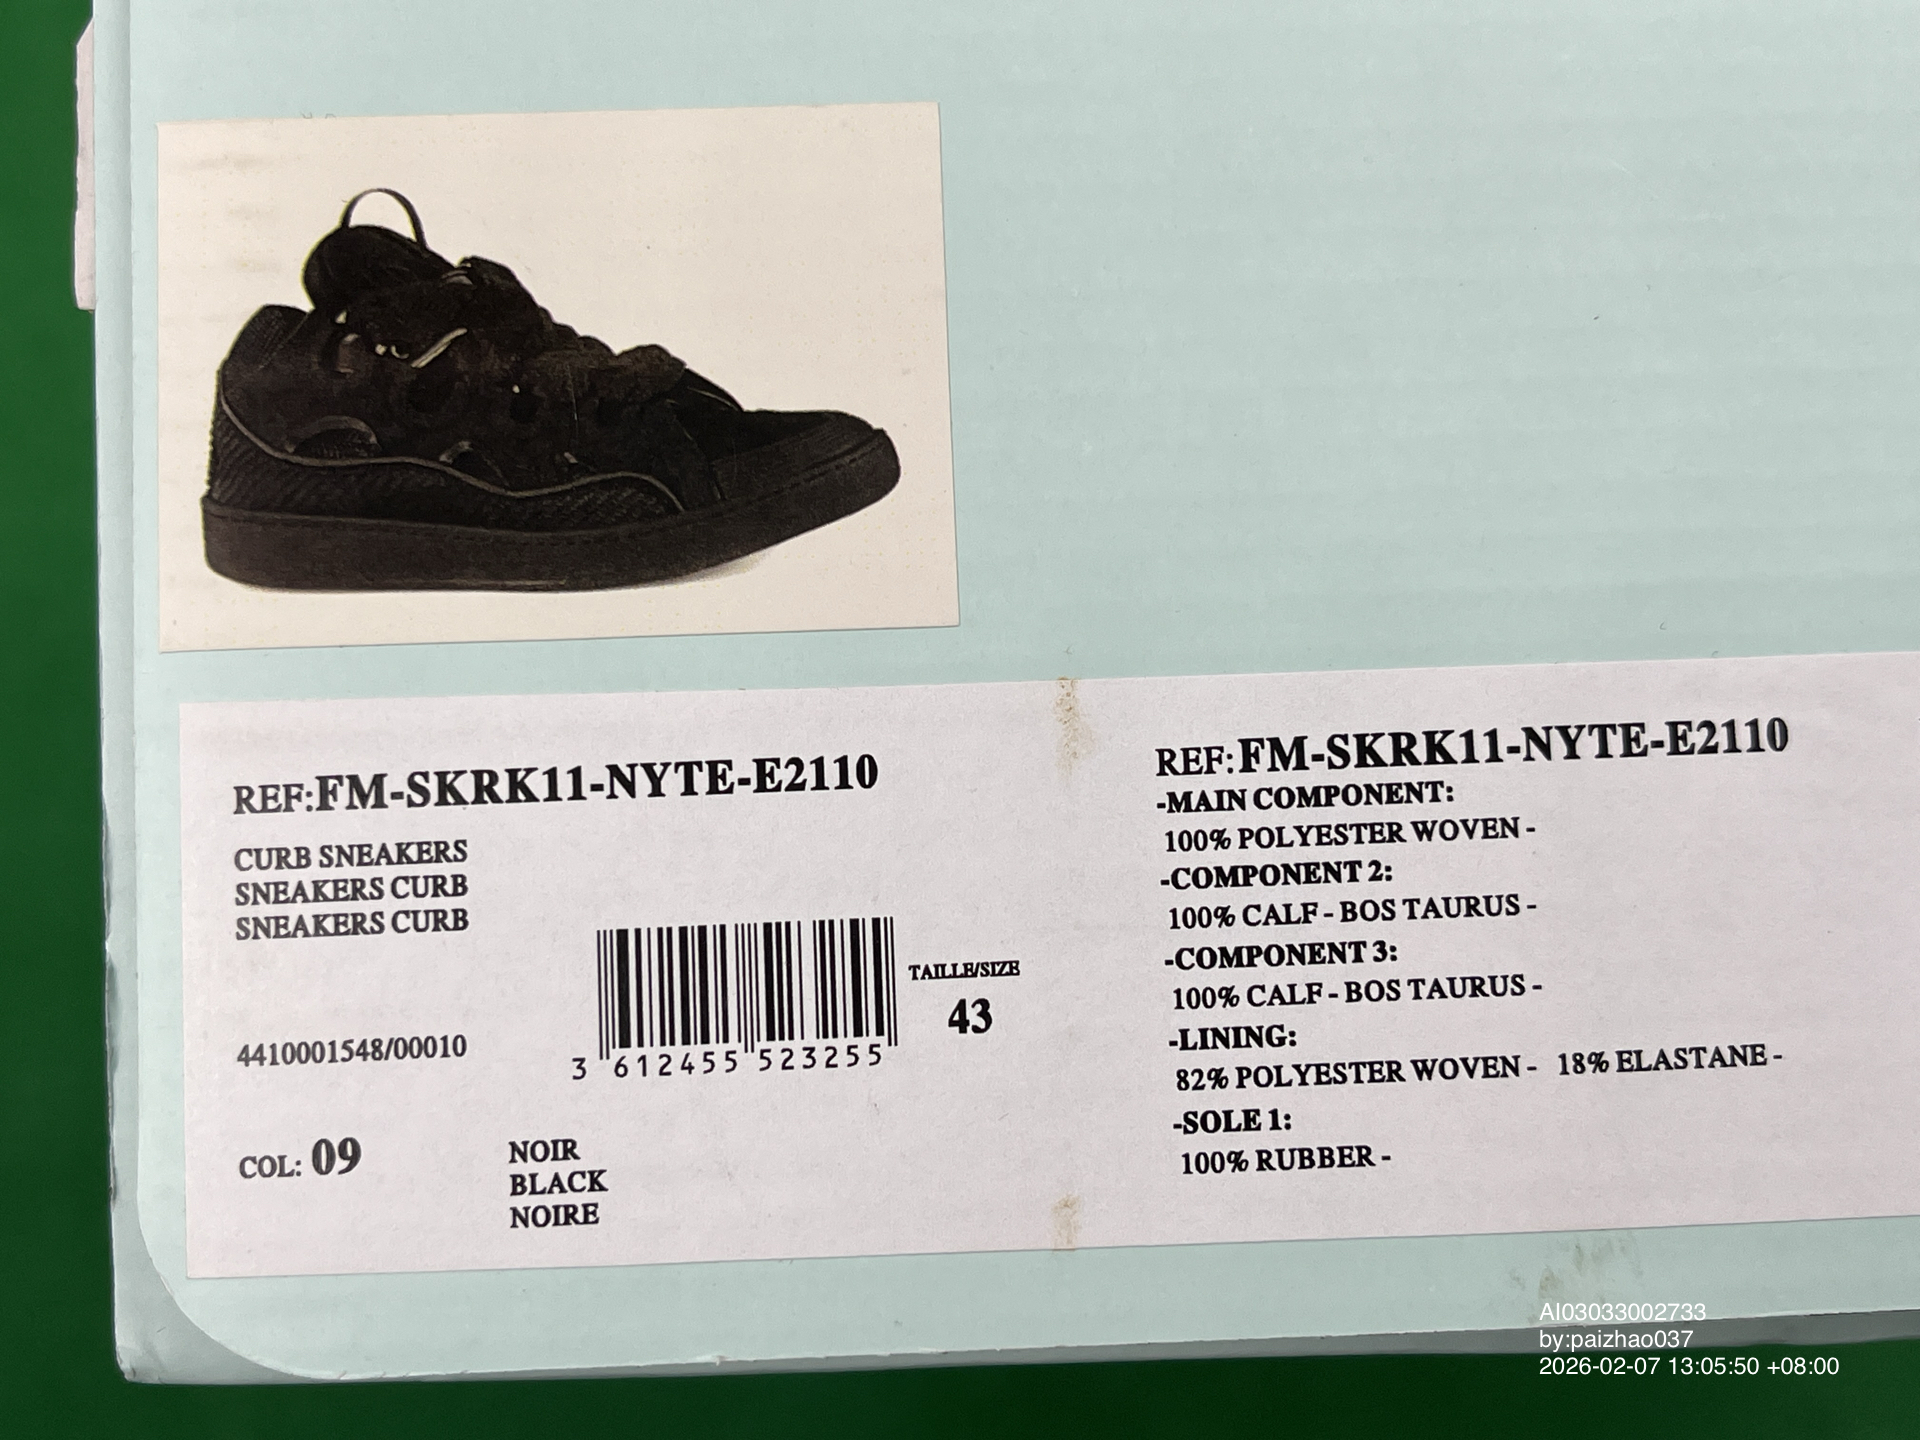 REF:FM-SKRK11-NYTE-E2110
CURB SNEAKERS
SNEAKERS CURB
SNEAKERS CURB
4410001548/00010
3 612455 523255
TAILLE/SIZE
43
COL: 09
NOIR
BLACK
NOIRE
REF:FM-SKRK11-NYTE-E2110
-MAIN COMPONENT:
100% POLYESTER WOVEN -
-COMPONENT 2:
100% CALF - BOS TAURUS -
-COMPONENT 3:
100% CALF - BOS TAURUS -
-LINING:
82% POLYESTER WOVEN - 18% ELASTANE -
-SOLE 1:
100% RUBBER -
AI03033002733
by:paizhao037
2026-02-07 13:05:50 +08:00